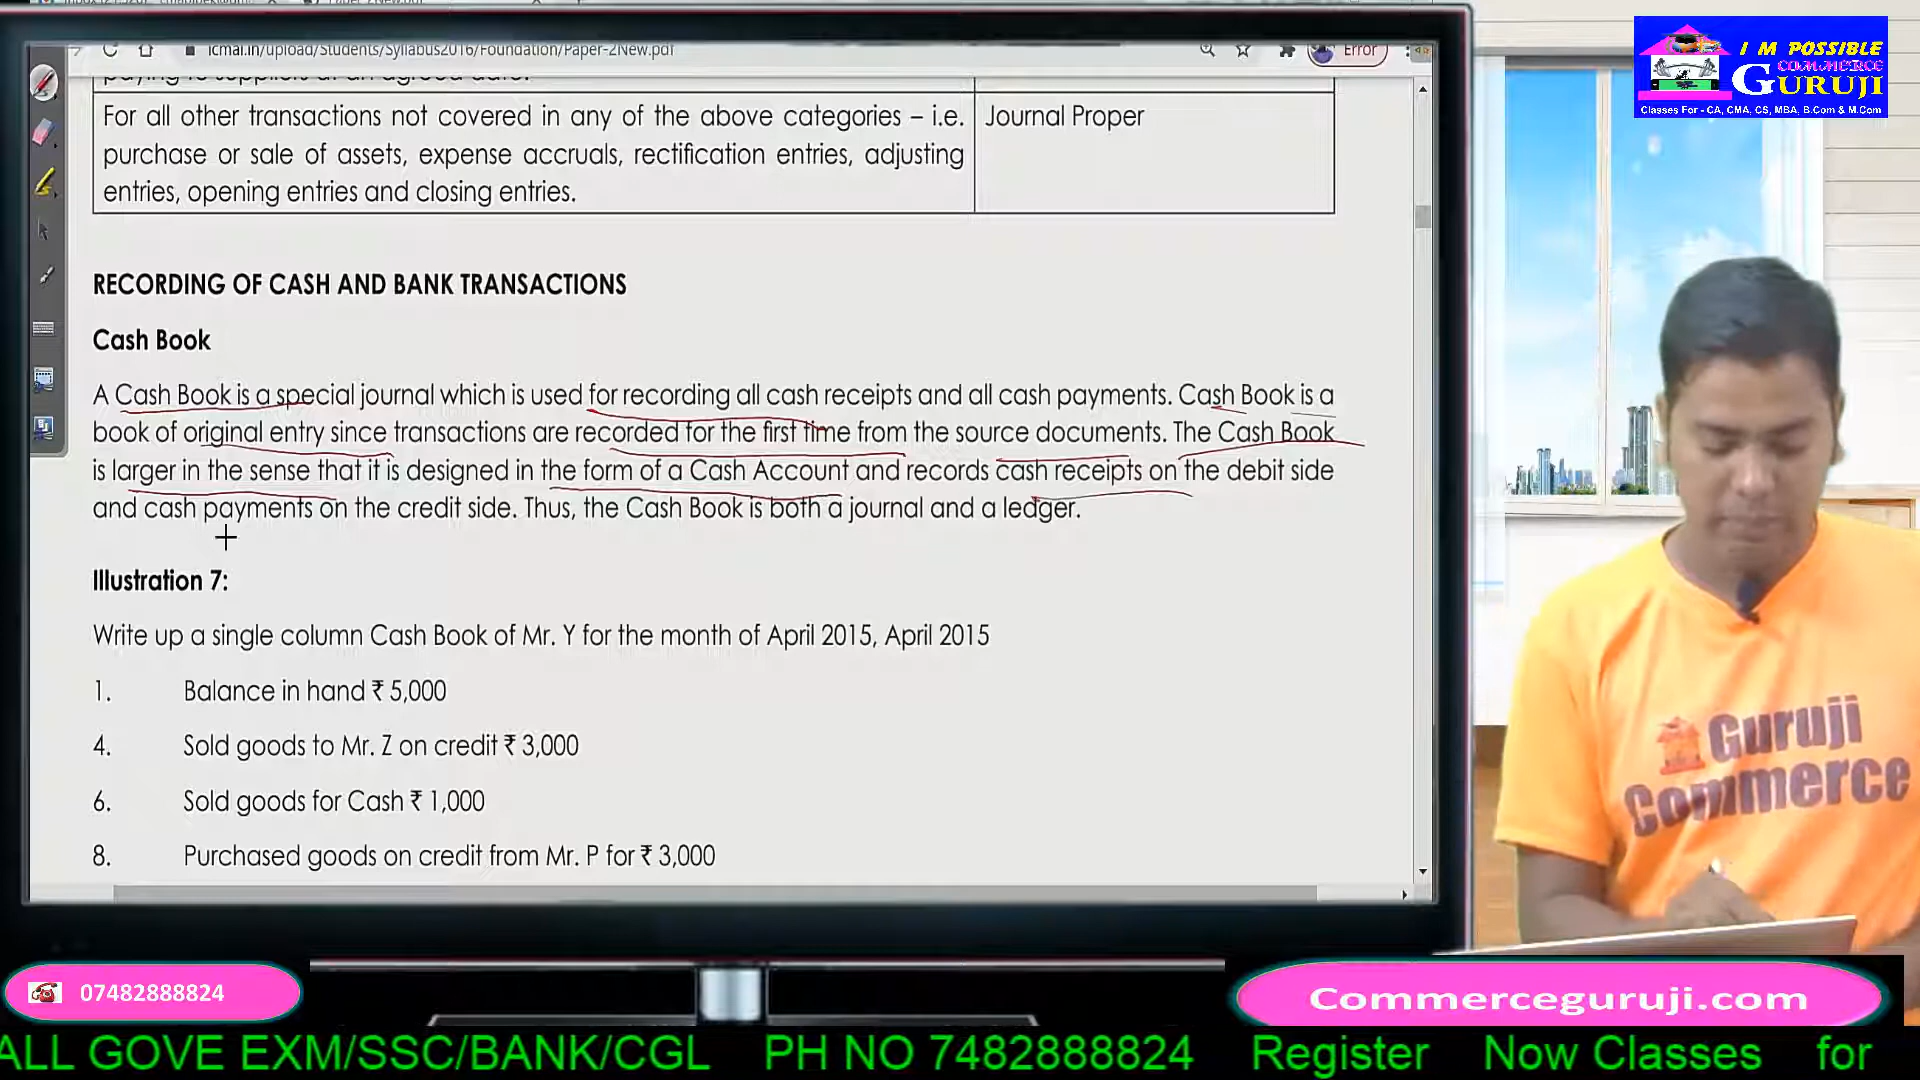 icmai.in/upload/Students/Syllabus2016/Foundation/Paper-2New.pdf
Error
I M POSSIBLE
COMMERCE
GURUJI
Classes For - CA, CMA, CS, MBA, B.Com & M.Com
paying to suppliers at an agreed date.
For all other transactions not covered in any of the above categories – i.e.
purchase or sale of assets, expense accruals, rectification entries, adjusting
entries, opening entries and closing entries.
Journal Proper
RECORDING OF CASH AND BANK TRANSACTIONS
Cash Book
A Cash Book is a special journal which is used for recording all cash receipts and all cash payments. Cash Book is a
book of original entry since transactions are recorded for the first time from the source documents. The Cash Book
is larger in the sense that it is designed in the form of a Cash Account and records cash receipts on the debit side
and cash payments on the credit side. Thus, the Cash Book is both a journal and a ledger.
Illustration 7:
Write up a single column Cash Book of Mr. Y for the month of April 2015, April 2015
1. Balance in hand ₹ 5,000
4. Sold goods to Mr. Z on credit ₹ 3,000
6. Sold goods for Cash ₹ 1,000
8. Purchased goods on credit from Mr. P for ₹ 3,000
Guruji
Commerce
07482888824
Commerceguruji.com
ALL GOVE EXM/SSC/BANK/CGL PH NO 7482888824 Register Now Classes for